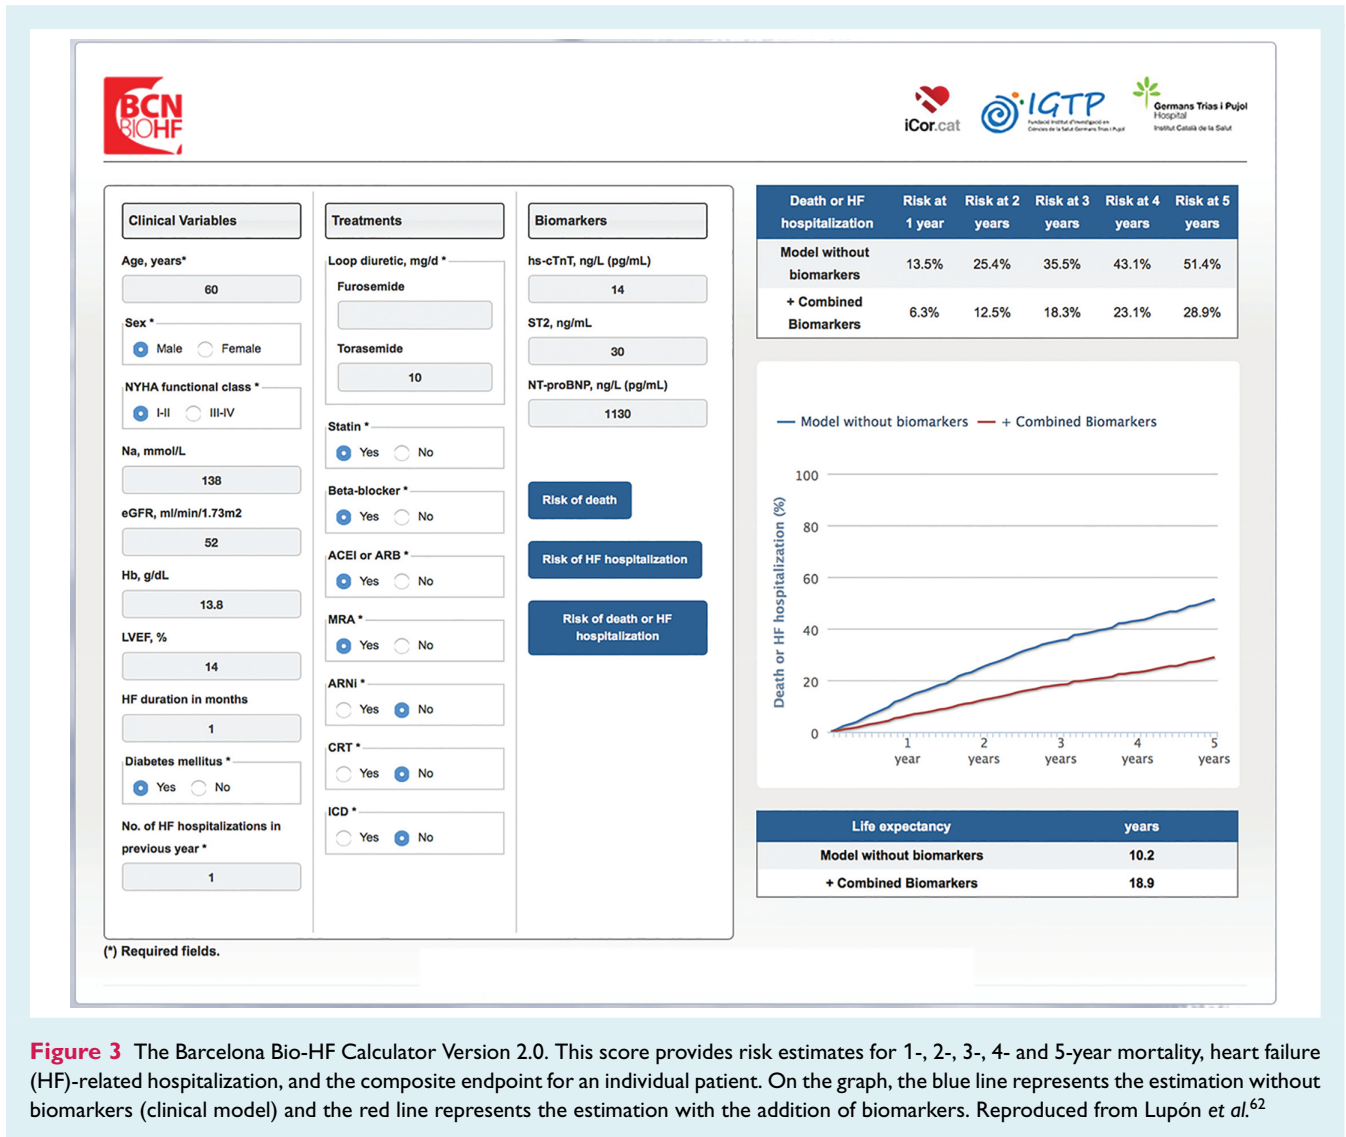 BCN
BIOHF
iCor.cat
IGTP
Fundació Institut d'Investigació en
Ciències de la Salut Germans Trias i Pujol
Germans Trias i Pujol
Hospital
Institut Català de la Salut
Clinical Variables
Age, years*
60
Sex *
Male Female
NYHA functional class *
I-II III-IV
Na, mmol/L
138
eGFR, ml/min/1.73m2
52
Hb, g/dL
13.8
LVEF, %
14
HF duration in months
1
Diabetes mellitus *
Yes No
No. of HF hospitalizations in
previous year *
1
Treatments
Loop diuretic, mg/d *
Furosemide
Torasemide
10
Statin *
Yes No
Beta-blocker *
Yes No
ACEI or ARB *
Yes No
MRA *
Yes No
ARNi *
Yes No
CRT *
Yes No
ICD *
Yes No
Biomarkers
hs-cTnT, ng/L (pg/mL)
14
ST2, ng/mL
30
NT-proBNP, ng/L (pg/mL)
1130
Risk of death
Risk of HF hospitalization
Risk of death or HF
hospitalization
(*) Required fields.
Death or HF Risk at Risk at 2 Risk at 3 Risk at 4 Risk at 5
hospitalization 1 year years years years years
Model without
biomarkers 13.5% 25.4% 35.5% 43.1% 51.4%
+ Combined
Biomarkers 6.3% 12.5% 18.3% 23.1% 28.9%
Model without biomarkers + Combined Biomarkers
Death or HF hospitalization (%)
100
80
60
40
20
0
1 2 3 4 5
year years years years years
Life expectancy years
Model without biomarkers 10.2
+ Combined Biomarkers 18.9
Figure 3 The Barcelona Bio-HF Calculator Version 2.0. This score provides risk estimates for 1-, 2-, 3-, 4- and 5-year mortality, heart failure
(HF)-related hospitalization, and the composite endpoint for an individual patient. On the graph, the blue line represents the estimation without
biomarkers (clinical model) and the red line represents the estimation with the addition of biomarkers. Reproduced from Lupón et al.62